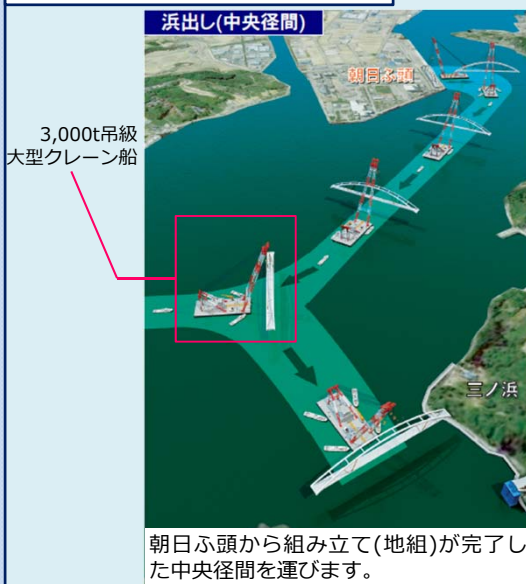 浜出し(中央径間)
朝日ふ頭
3,000t吊級
大型クレーン船
三ノ浜
朝日ふ頭から組み立て(地組)が完了し
た中央径間を運びます。